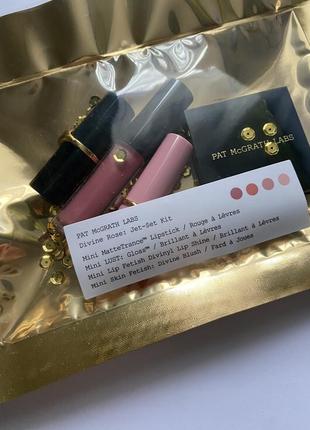 PAT McGRATH LABS
PAT McGRATH LABS
Divine Rose: Jet-Set Kit
Mini MatteTrance™ Lipstick / Rouge à Lèvres
Mini LUST: Gloss™ / Brillant à Lèvres
Mini Lip Fetish Divinyl Lip Shine / Brillant à Lèvres
Mini Skin Fetish: Divine Blush / Fard à Joues